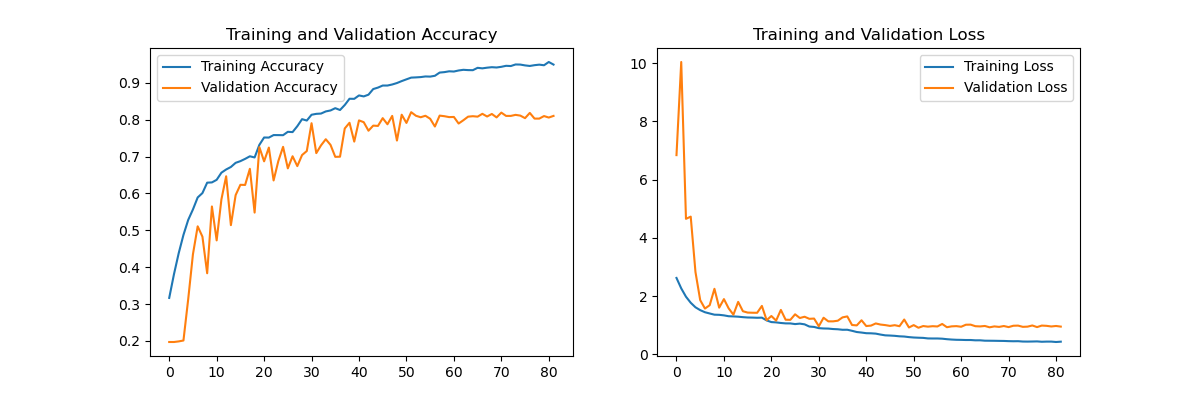 Training and Validation Accuracy
Training Accuracy
Validation Accuracy
0.9
0.8
0.7
0.6
0.5
0.4
0.3
0.2
0 10 20 30 40 50 60 70 80
Training and Validation Loss
Training Loss
Validation Loss
10
8
6
4
2
0
0 10 20 30 40 50 60 70 80